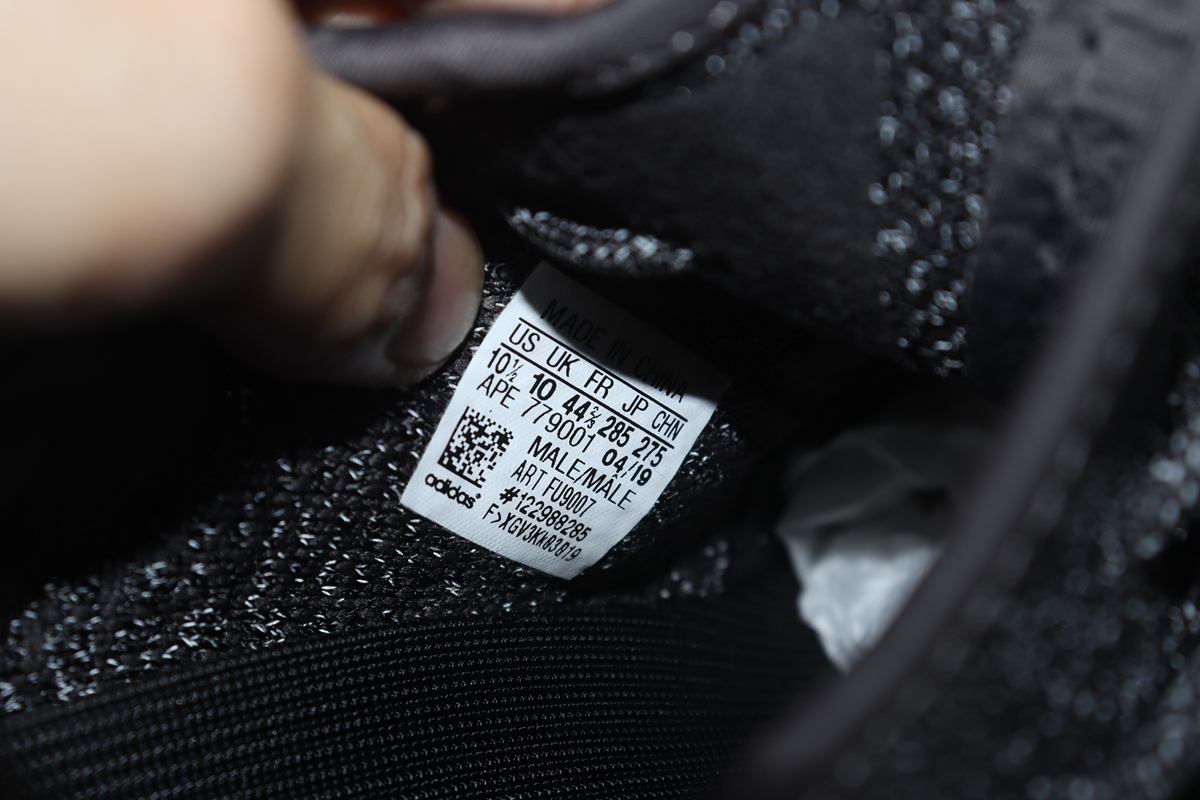 MADE IN CHINA
US UK FR JP CHN
10½ 10 44⅔ 285 275
APE 779001 04/19
MALE/MÂLE
ART FU9007
#122988285
F>XGV3KkB3819
adidas